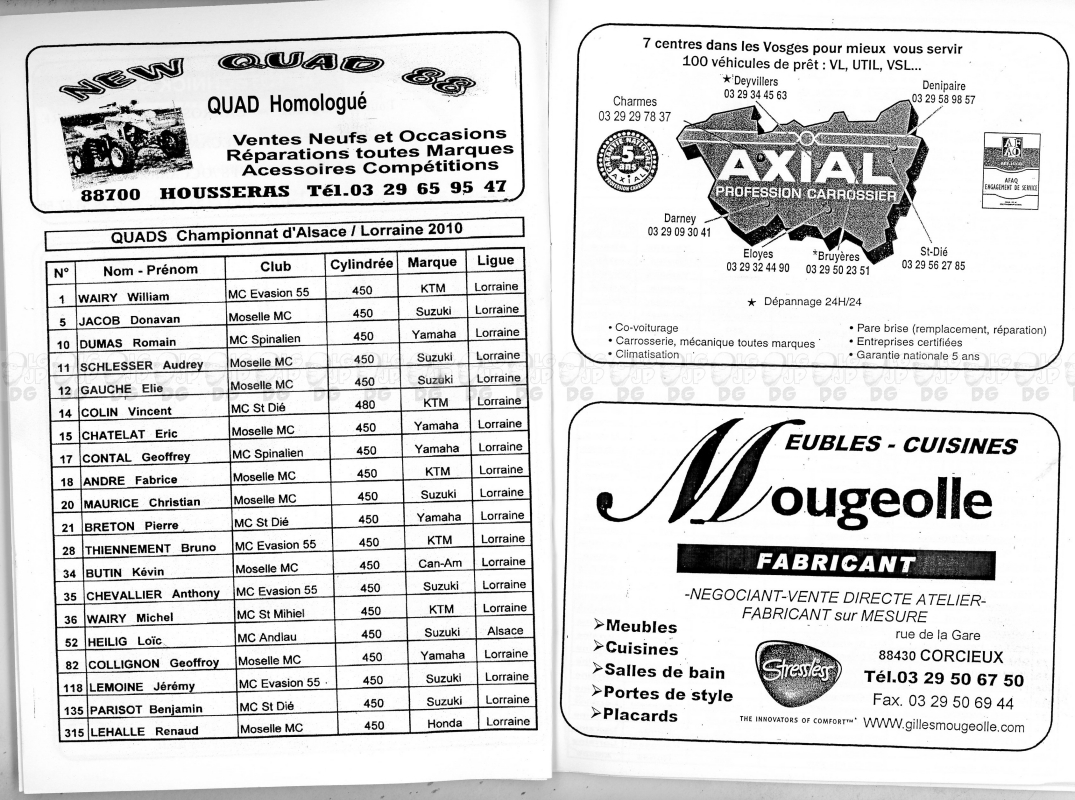 NEW QUAD 88
QUAD Homologué
Ventes Neufs et Occasions
Réparations toutes Marques
Acessoires Compétitions
88700 HOUSSERAS Tél.03 29 65 95 47
QUADS Championnat d'Alsace / Lorraine 2010
N° Nom - Prénom Club Cylindrée Marque Ligue
1 WAIRY William MC Evasion 55 450 KTM Lorraine
5 JACOB Donavan Moselle MC 450 Suzuki Lorraine
10 DUMAS Romain MC Spinalien 450 Yamaha Lorraine
11 SCHLESSER Audrey Moselle MC 450 Suzuki Lorraine
12 GAUCHE Elie Moselle MC 450 Suzuki Lorraine
14 COLIN Vincent MC St Dié 480 KTM Lorraine
15 CHATELAT Eric Moselle MC 450 Yamaha Lorraine
17 CONTAL Geoffrey MC Spinalien 450 Yamaha Lorraine
18 ANDRE Fabrice Moselle MC 450 KTM Lorraine
20 MAURICE Christian Moselle MC 450 Suzuki Lorraine
21 BRETON Pierre MC St Dié 450 Yamaha Lorraine
28 THIENNEMENT Bruno MC Evasion 55 450 KTM Lorraine
34 BUTIN Kévin Moselle MC 450 Can-Am Lorraine
35 CHEVALLIER Anthony MC Evasion 55 450 Suzuki Lorraine
36 WAIRY Michel MC St Mihiel 450 KTM Lorraine
52 HEILIG Loïc MC Andlau 450 Suzuki Alsace
82 COLLIGNON Geoffroy Moselle MC 450 Yamaha Lorraine
118 LEMOINE Jérémy MC Evasion 55 450 Suzuki Lorraine
135 PARISOT Benjamin MC St Dié 450 Suzuki Lorraine
315 LEHALLE Renaud Moselle MC 450 Honda Lorraine
7 centres dans les Vosges pour mieux vous servir
100 véhicules de prêt : VL, UTIL, VSL...
★Deyvillers
03 29 34 45 63
Denipaire
03 29 58 98 57
Charmes
03 29 29 78 37
5 ans
AXIAL
AXIAL
PROFESSION CARROSSIER
AFAQ
AFAQ
ENGAGEMENT DE SERVICE
Darney
03 29 09 30 41
Eloyes
03 29 32 44 90
*Bruyères
03 29 50 23 51
St-Dié
03 29 56 27 85
★ Dépannage 24H/24
• Co-voiturage
• Carrosserie, mécanique toutes marques
• Climatisation
• Pare brise (remplacement, réparation)
• Entreprises certifiées
• Garantie nationale 5 ans
DG DG DG DG DG DG DG DG DG
MEUBLES - CUISINES
Mougeolle
FABRICANT
-NEGOCIANT-VENTE DIRECTE ATELIER-
FABRICANT sur MESURE
➢Meubles
➢Cuisines
➢Salles de bain
➢Portes de style
➢Placards
Stressless
THE INNOVATORS OF COMFORT™
rue de la Gare
88430 CORCIEUX
Tél.03 29 50 67 50
Fax. 03 29 50 69 44
WWW.gillesmougeolle.com